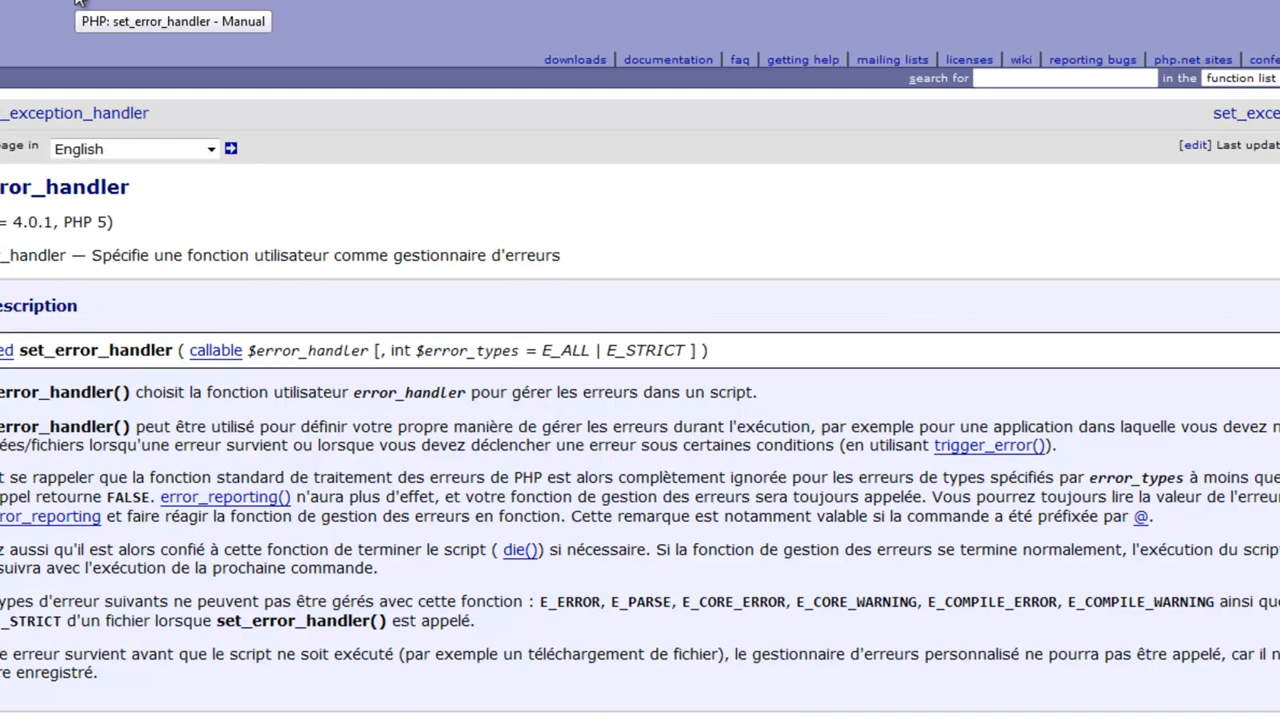 PHP: set_error_handler - Manual
downloads | documentation | faq | getting help | mailing lists | licenses | wiki | reporting bugs | php.net sites | confe
search for in the function list
_exception_handler set_exce
page in English [edit] Last updat
ror_handler
= 4.0.1, PHP 5)
_handler — Spécifie une fonction utilisateur comme gestionnaire d'erreurs
escription
ed set_error_handler ( callable $error_handler [, int $error_types = E_ALL | E_STRICT ] )
error_handler() choisit la fonction utilisateur error_handler pour gérer les erreurs dans un script.
error_handler() peut être utilisé pour définir votre propre manière de gérer les erreurs durant l'exécution, par exemple pour une application dans laquelle vous devez n
ées/fichiers lorsqu'une erreur survient ou lorsque vous devez déclencher une erreur sous certaines conditions (en utilisant trigger_error()).
t se rappeler que la fonction standard de traitement des erreurs de PHP est alors complètement ignorée pour les erreurs de types spécifiés par error_types à moins que
ppel retourne FALSE. error_reporting() n'aura plus d'effet, et votre fonction de gestion des erreurs sera toujours appelée. Vous pourrez toujours lire la valeur de l'erreur
ror_reporting et faire réagir la fonction de gestion des erreurs en fonction. Cette remarque est notamment valable si la commande a été préfixée par @.
z aussi qu'il est alors confié à cette fonction de terminer le script ( die()) si nécessaire. Si la fonction de gestion des erreurs se termine normalement, l'exécution du scrip
suivra avec l'exécution de la prochaine commande.
ypes d'erreur suivants ne peuvent pas être gérés avec cette fonction : E_ERROR, E_PARSE, E_CORE_ERROR, E_CORE_WARNING, E_COMPILE_ERROR, E_COMPILE_WARNING ainsi que
_STRICT d'un fichier lorsque set_error_handler() est appelé.
e erreur survient avant que le script ne soit exécuté (par exemple un téléchargement de fichier), le gestionnaire d'erreurs personnalisé ne pourra pas être appelé, car il n
re enregistré.